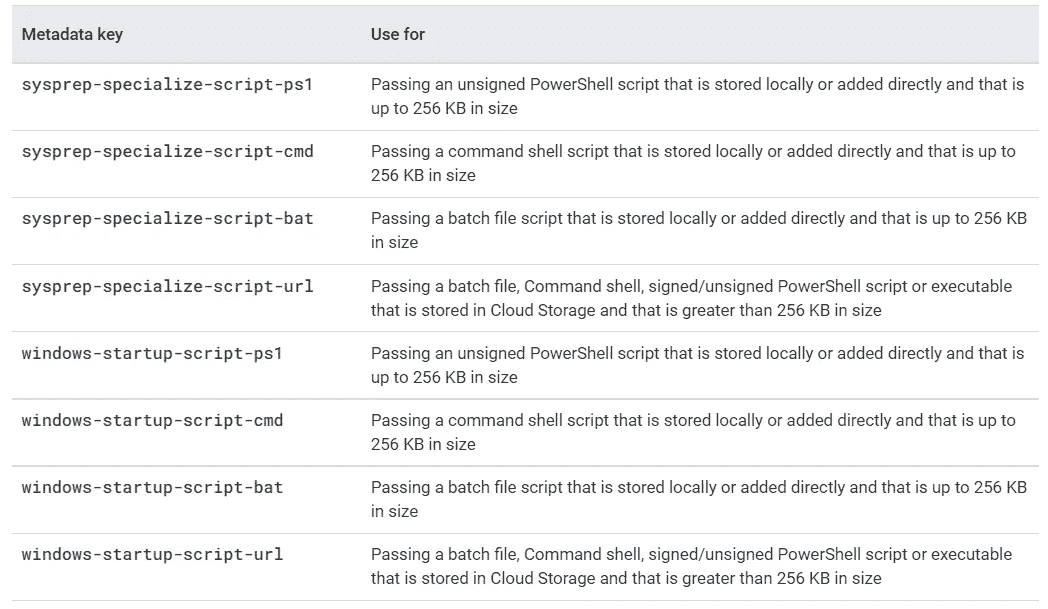 Metadata key Use for
sysprep-specialize-script-ps1 Passing an unsigned PowerShell script that is stored locally or added directly and that is
up to 256 KB in size
sysprep-specialize-script-cmd Passing a command shell script that is stored locally or added directly and that is up to
256 KB in size
sysprep-specialize-script-bat Passing a batch file script that is stored locally or added directly and that is up to 256 KB
in size
sysprep-specialize-script-url Passing a batch file, Command shell, signed/unsigned PowerShell script or executable
that is stored in Cloud Storage and that is greater than 256 KB in size
windows-startup-script-ps1 Passing an unsigned PowerShell script that is stored locally or added directly and that is
up to 256 KB in size
windows-startup-script-cmd Passing a command shell script that is stored locally or added directly and that is up to
256 KB in size
windows-startup-script-bat Passing a batch file script that is stored locally or added directly and that is up to 256 KB
in size
windows-startup-script-url Passing a batch file, Command shell, signed/unsigned PowerShell script or executable
that is stored in Cloud Storage and that is greater than 256 KB in size